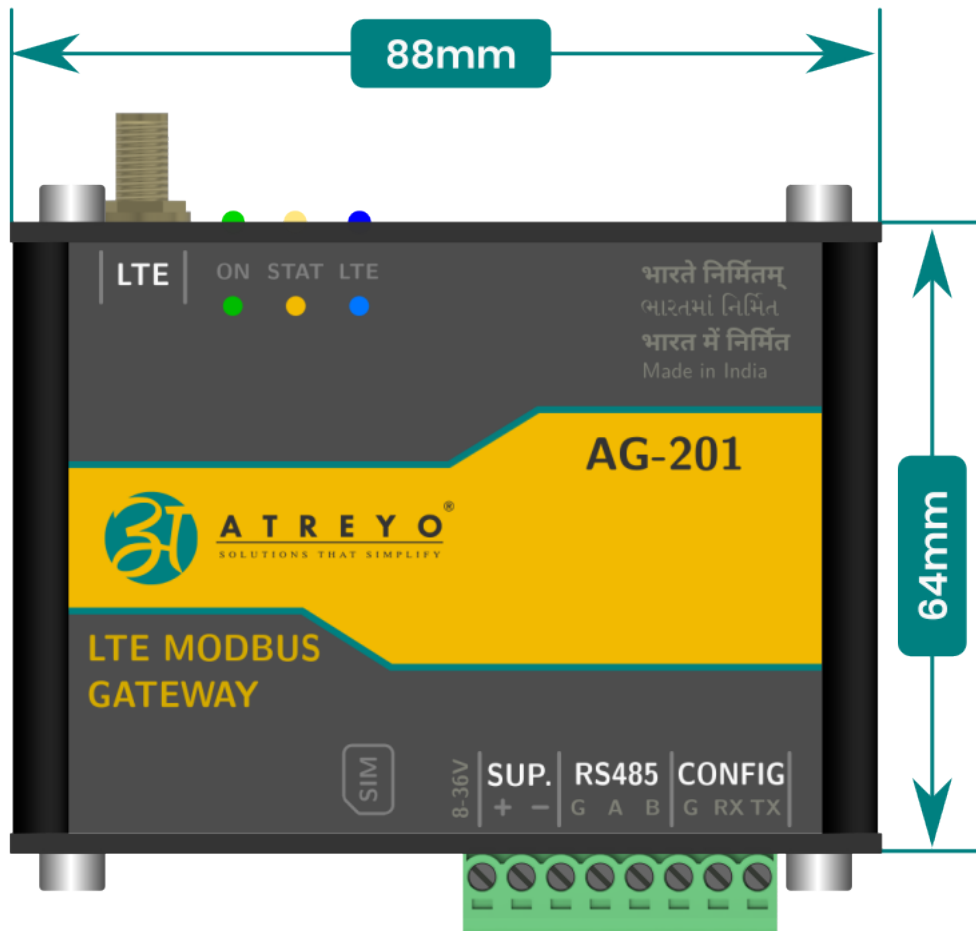 88mm
LTE
ON STAT LTE
भारते निर्मितम्
ભારતમાં નિર્મિત
भारत में निर्मित
Made in India
AG-201
अ
ATREYO®
SOLUTIONS THAT SIMPLIFY
64mm
LTE MODBUS
GATEWAY
SIM
8-36V
SUP. RS485 CONFIG
+ − G A B G RX TX